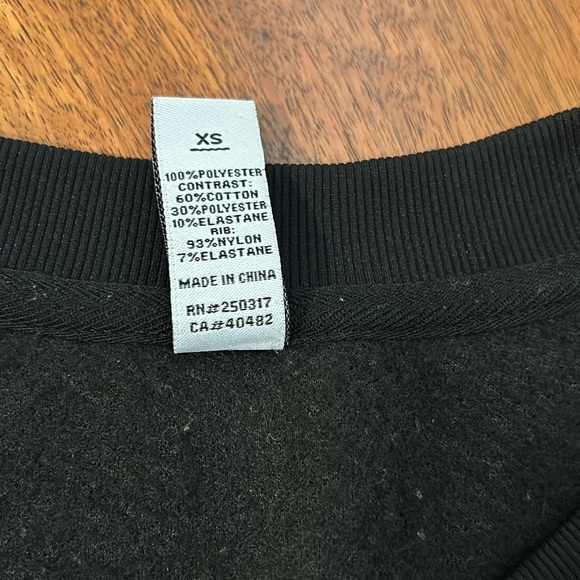 XS
100%POLYESTER
CONTRAST:
60%COTTON
30%POLYESTER
10%ELASTANE
RIB:
93%NYLON
7%ELASTANE
MADE IN CHINA
RN#250317
CA#40482